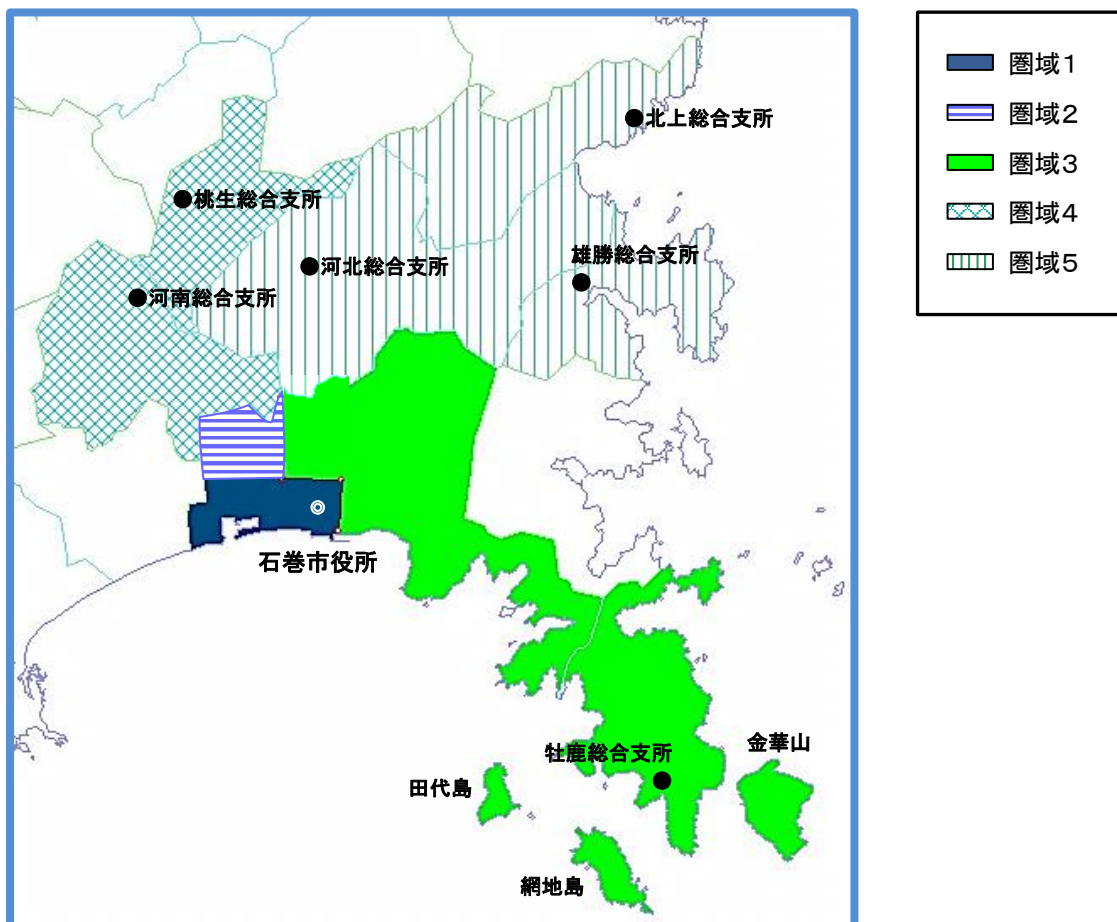 北上総合支所
桃生総合支所
雄勝総合支所
河北総合支所
河南総合支所
石巻市役所
牡鹿総合支所
金華山
田代島
網地島
圏域1
圏域2
圏域3
圏域4
圏域5